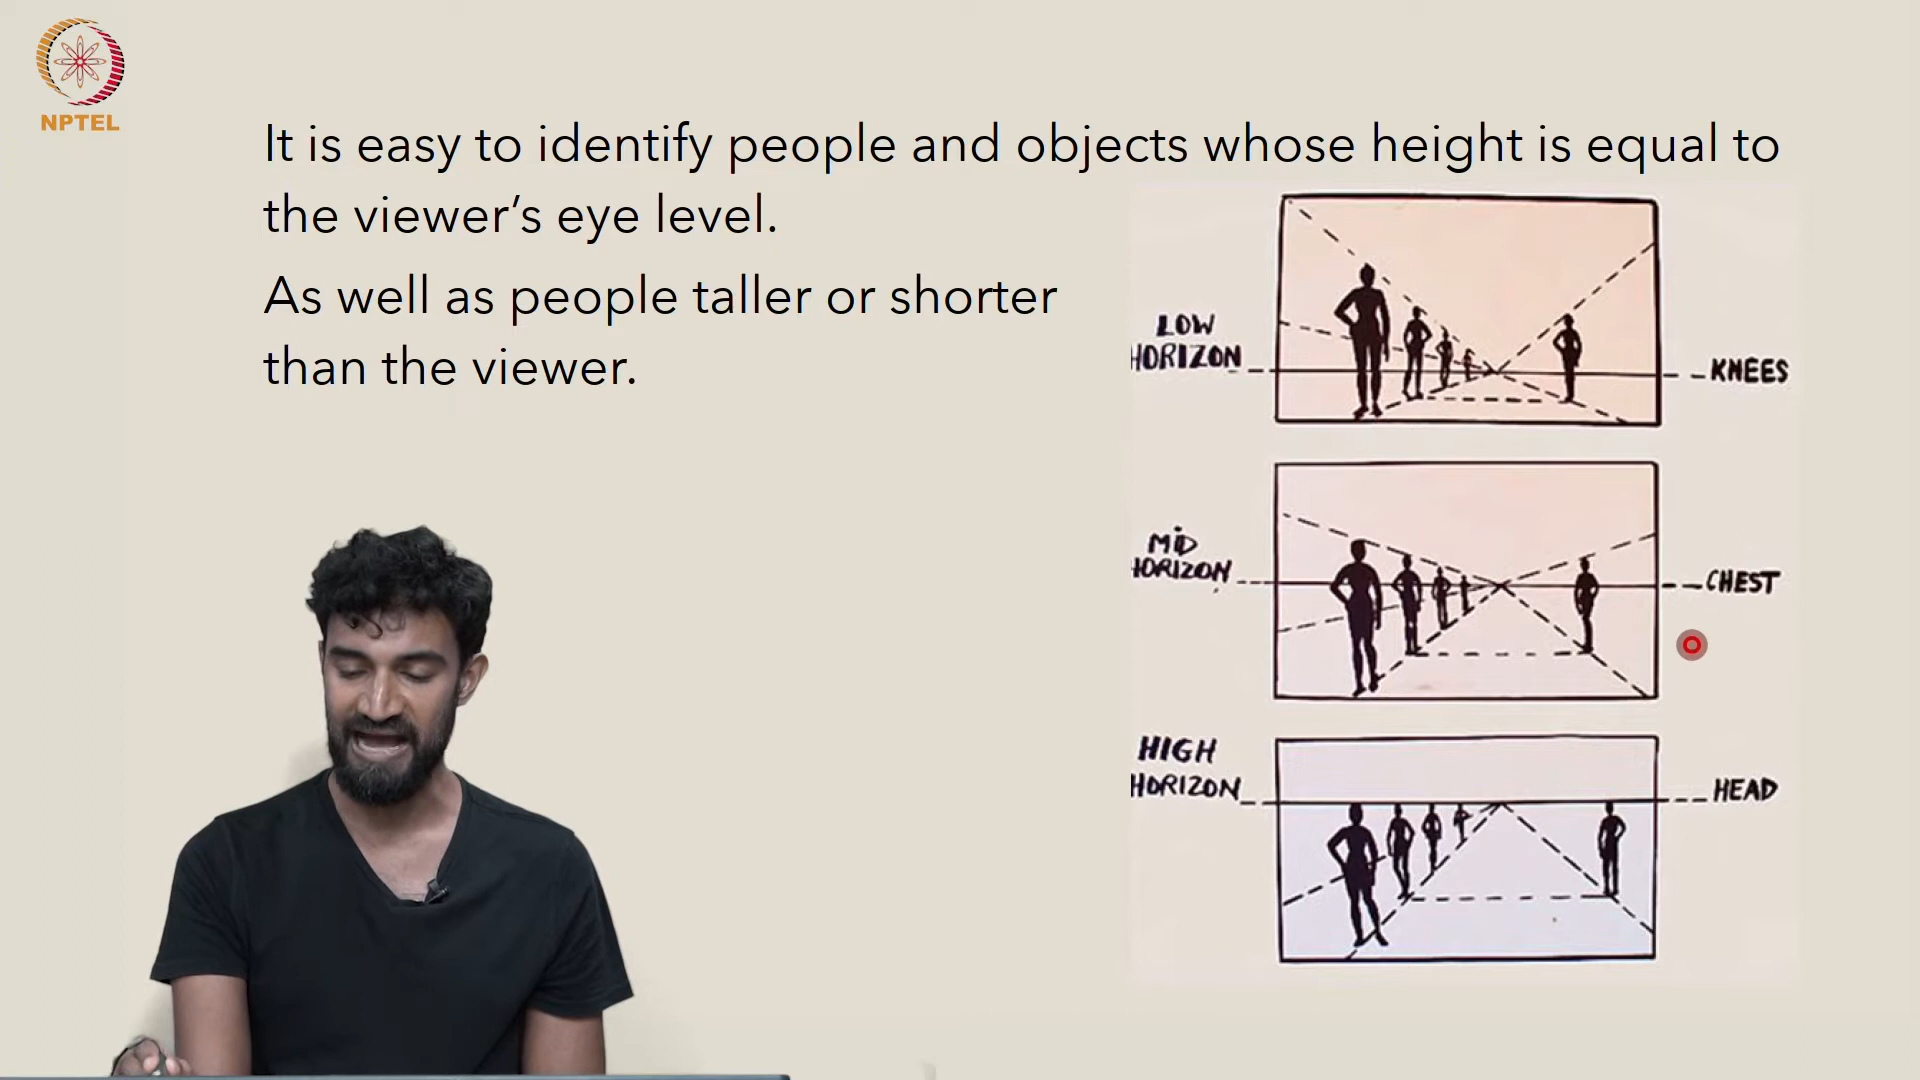 NPTEL
It is easy to identify people and objects whose height is equal to
the viewer’s eye level.
As well as people taller or shorter
than the viewer.
LOW
HORIZON
KNEES
MID
HORIZON
CHEST
HIGH
HORIZON
HEAD